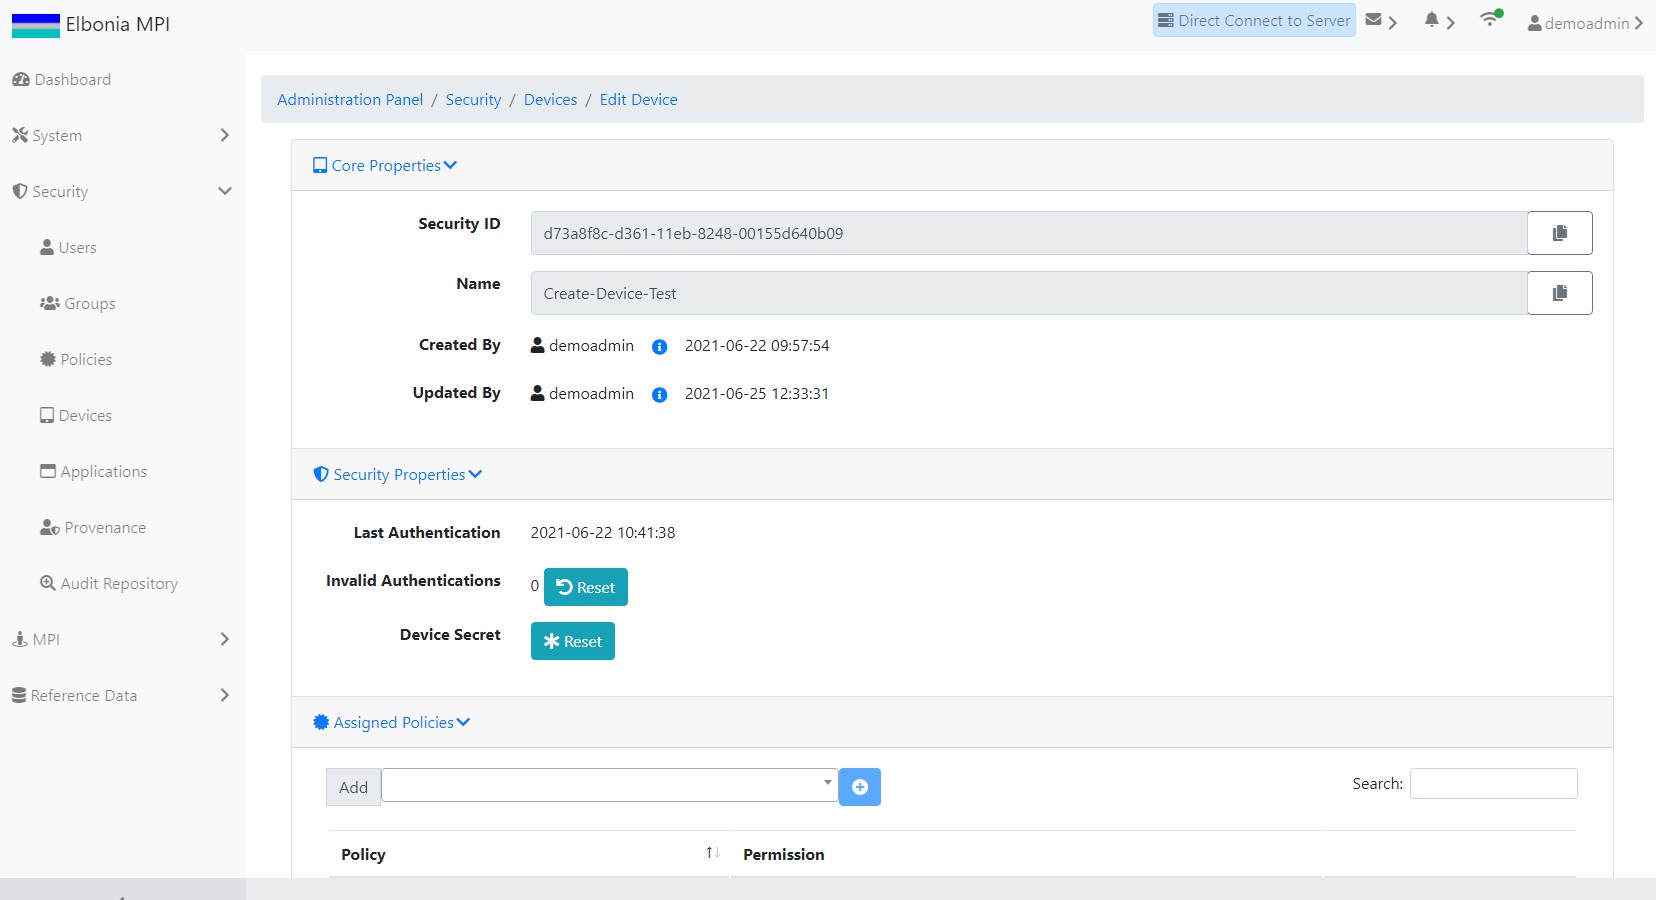 Elbonia MPI
Direct Connect to Server
demoadmin
Dashboard
System
Security
Users
Groups
Policies
Devices
Applications
Provenance
Audit Repository
MPI
Reference Data
Administration Panel / Security / Devices / Edit Device
Core Properties
Security ID d73a8f8c-d361-11eb-8248-00155d640b09
Name Create-Device-Test
Created By demoadmin 2021-06-22 09:57:54
Updated By demoadmin 2021-06-25 12:33:31
Security Properties
Last Authentication 2021-06-22 10:41:38
Invalid Authentications 0 Reset
Device Secret Reset
Assigned Policies
Add Search:
Policy Permission